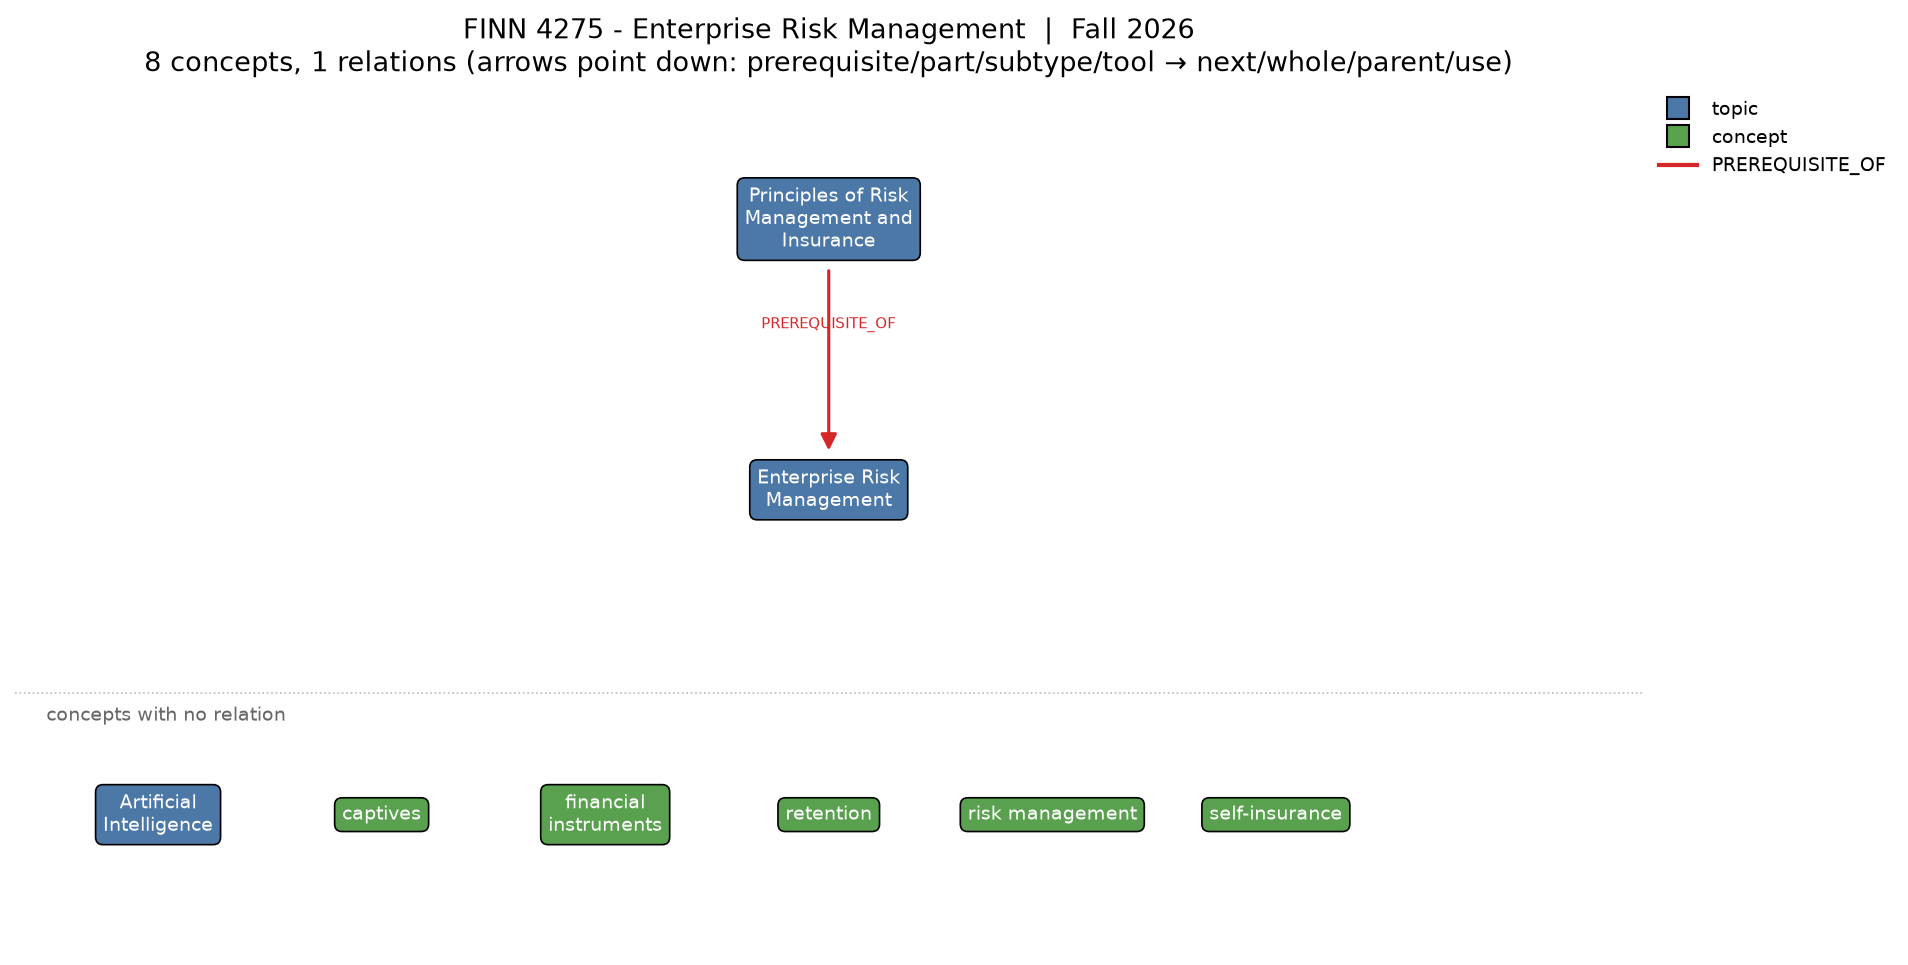 FINN 4275 - Enterprise Risk Management  |  Fall 2026
8 concepts, 1 relations (arrows point down: prerequisite/part/subtype/tool → next/whole/parent/use)
topic
concept
PREREQUISITE_OF
Principles of Risk
Management and
Insurance
PREREQUISITE_OF
Enterprise Risk
Management
concepts with no relation
Artificial
Intelligence
captives
financial
instruments
retention
risk management
self-insurance